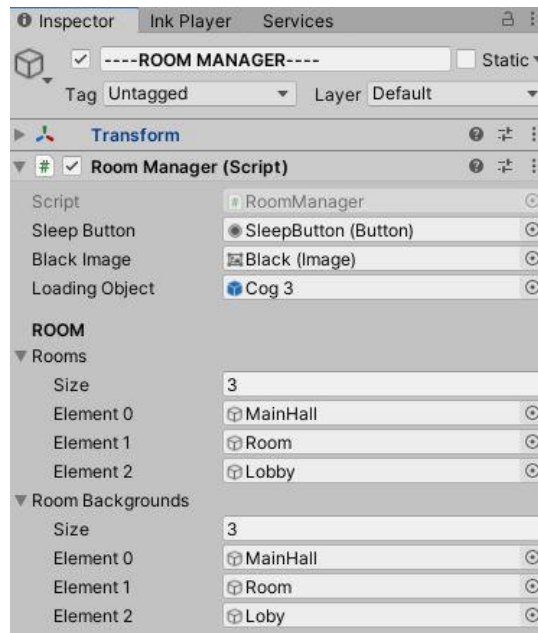 Inspector Ink Player Services
----ROOM MANAGER---- Static
Tag Untagged Layer Default
Transform
# Room Manager (Script)
Script # RoomManager
Sleep Button SleepButton (Button)
Black Image Black (Image)
Loading Object Cog 3
ROOM
Rooms
Size 3
Element 0 MainHall
Element 1 Room
Element 2 Lobby
Room Backgrounds
Size 3
Element 0 MainHall
Element 1 Room
Element 2 Loby